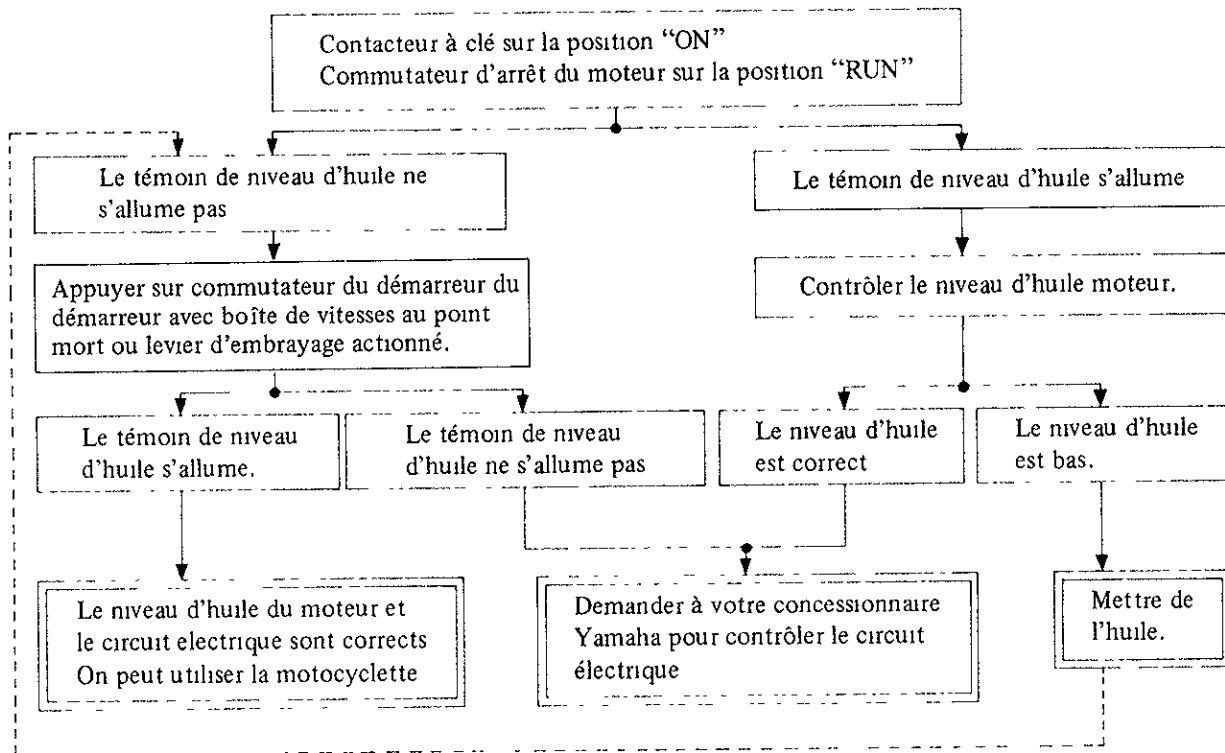 Contacteur à clé sur la position “ON”
Commutateur d'arrêt du moteur sur la position “RUN”
Le témoin de niveau d'huile ne
s'allume pas
Le témoin de niveau d'huile s'allume
Appuyer sur commutateur du démarreur du
démarreur avec boîte de vitesses au point
mort ou levier d'embrayage actionné.
Contrôler le niveau d'huile moteur.
Le témoin de niveau
d'huile s'allume.
Le témoin de niveau
d'huile ne s'allume pas
Le niveau d'huile
est correct
Le niveau d'huile
est bas.
Le niveau d'huile du moteur et
le circuit electrique sont corrects
On peut utiliser la motocyclette
Demander à votre concessionnaire
Yamaha pour contrôler le circuit
électrique
Mettre de
l'huile.